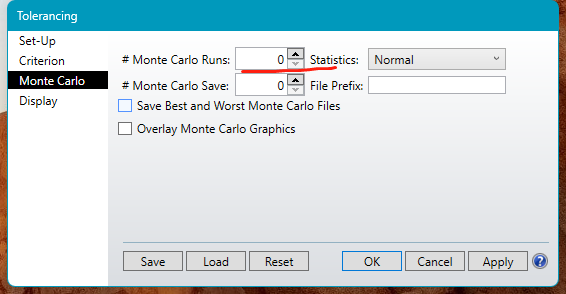 Tolerancing
Set-Up
Criterion
Monte Carlo
Display
# Monte Carlo Runs: 0 Statistics: Normal
# Monte Carlo Save: 0 File Prefix:
Save Best and Worst Monte Carlo Files
Overlay Monte Carlo Graphics
Save Load Reset OK Cancel Apply ?